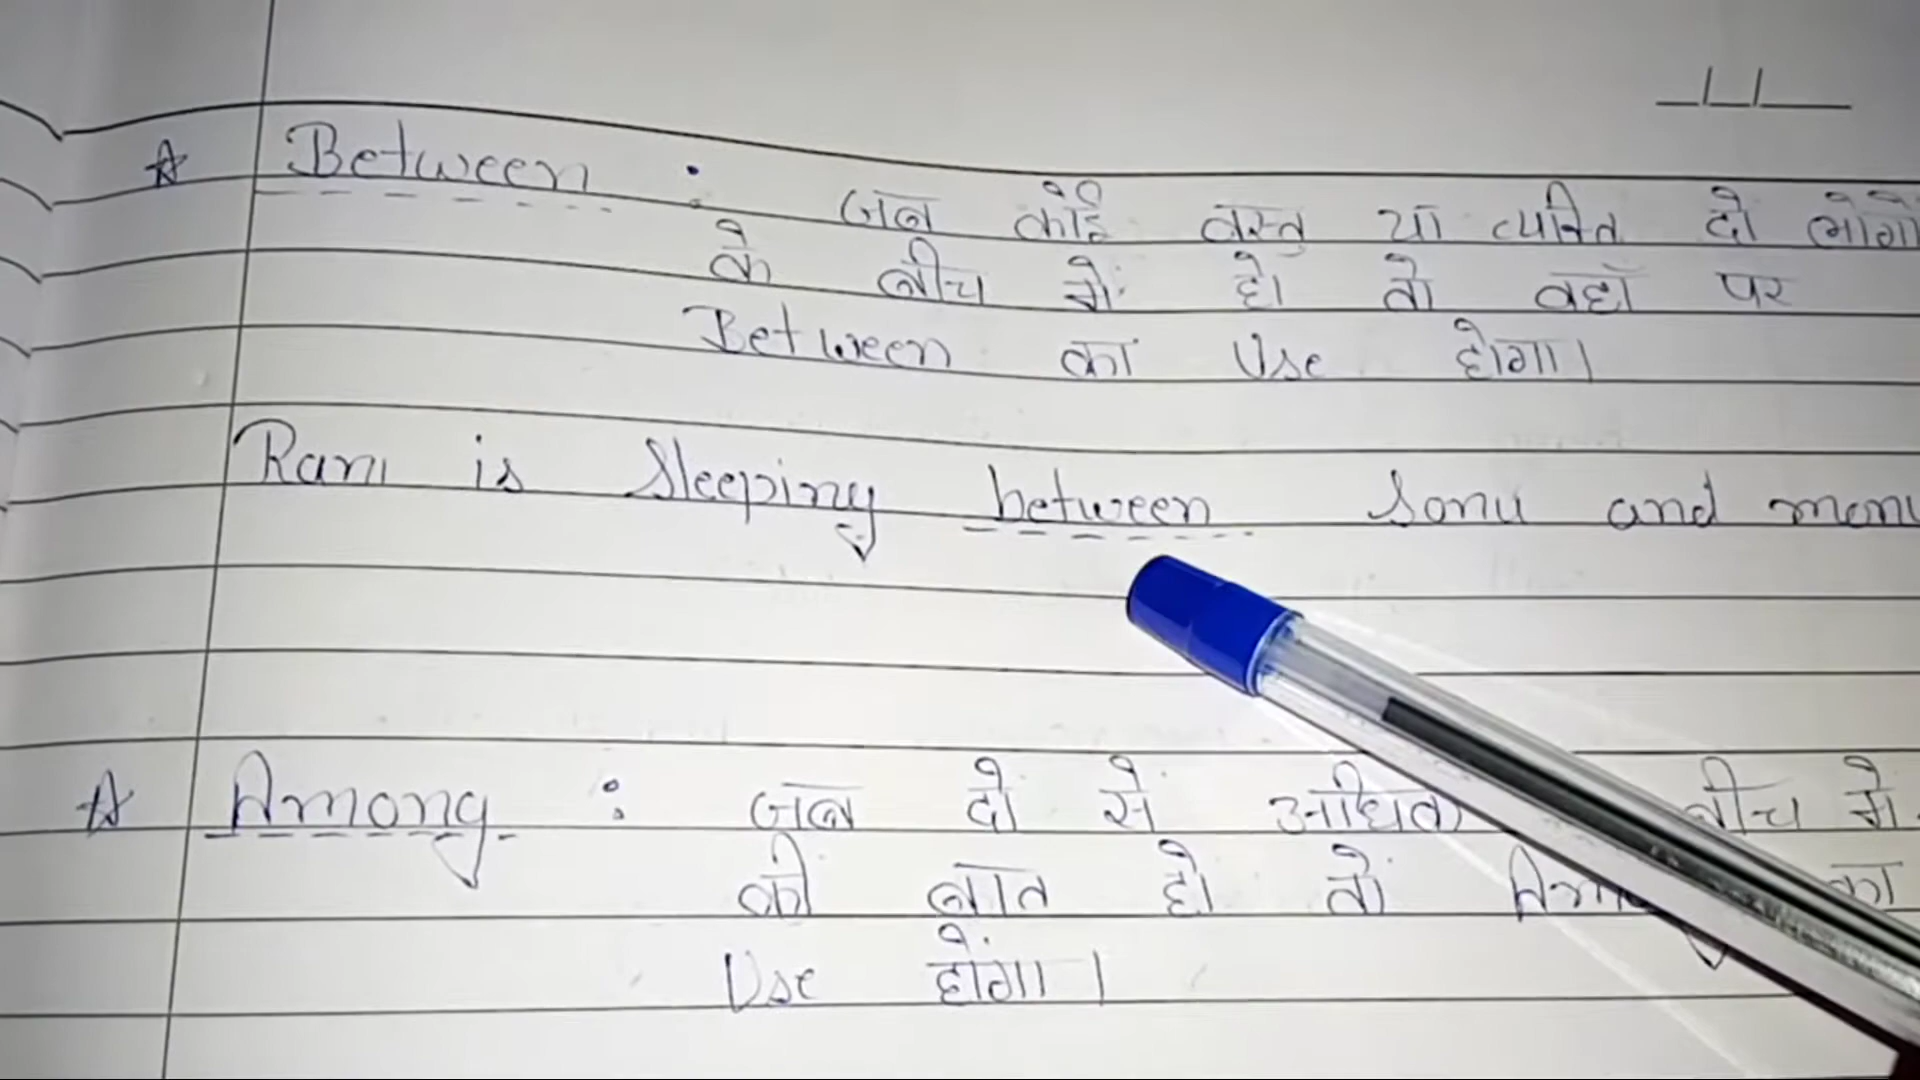 ☆ Between : जब कोई वस्तु या व्यक्ति दो लोगों
के बीच में हो तो वहाँ पर
Between का Use होगा।
Rani is sleeping between Sonu and
☆ Among : जब दो से अधिक बीच में
की बात हो तो का
Use होगा।